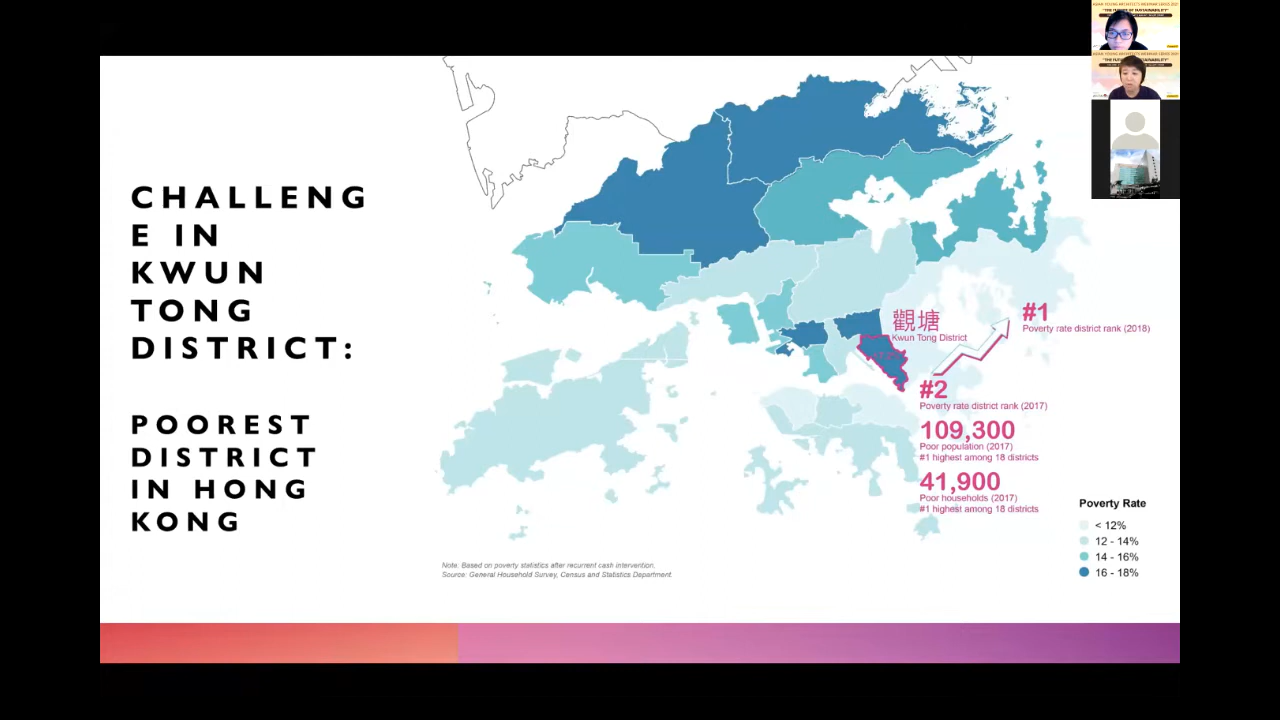 CHALLENG
E IN
KWUN
TONG
DISTRICT:
POOREST
DISTRICT
IN HONG
KONG
觀塘
Kwun Tong District
#1
Poverty rate district rank (2018)
#2
Poverty rate district rank (2017)
109,300
Poor population (2017)
#1 highest among 18 districts
41,900
Poor households (2017)
#1 highest among 18 districts
Poverty Rate
< 12%
12 - 14%
14 - 16%
16 - 18%
Note: Based on poverty statistics after recurrent cash intervention.
Source: General Household Survey, Census and Statistics Department.